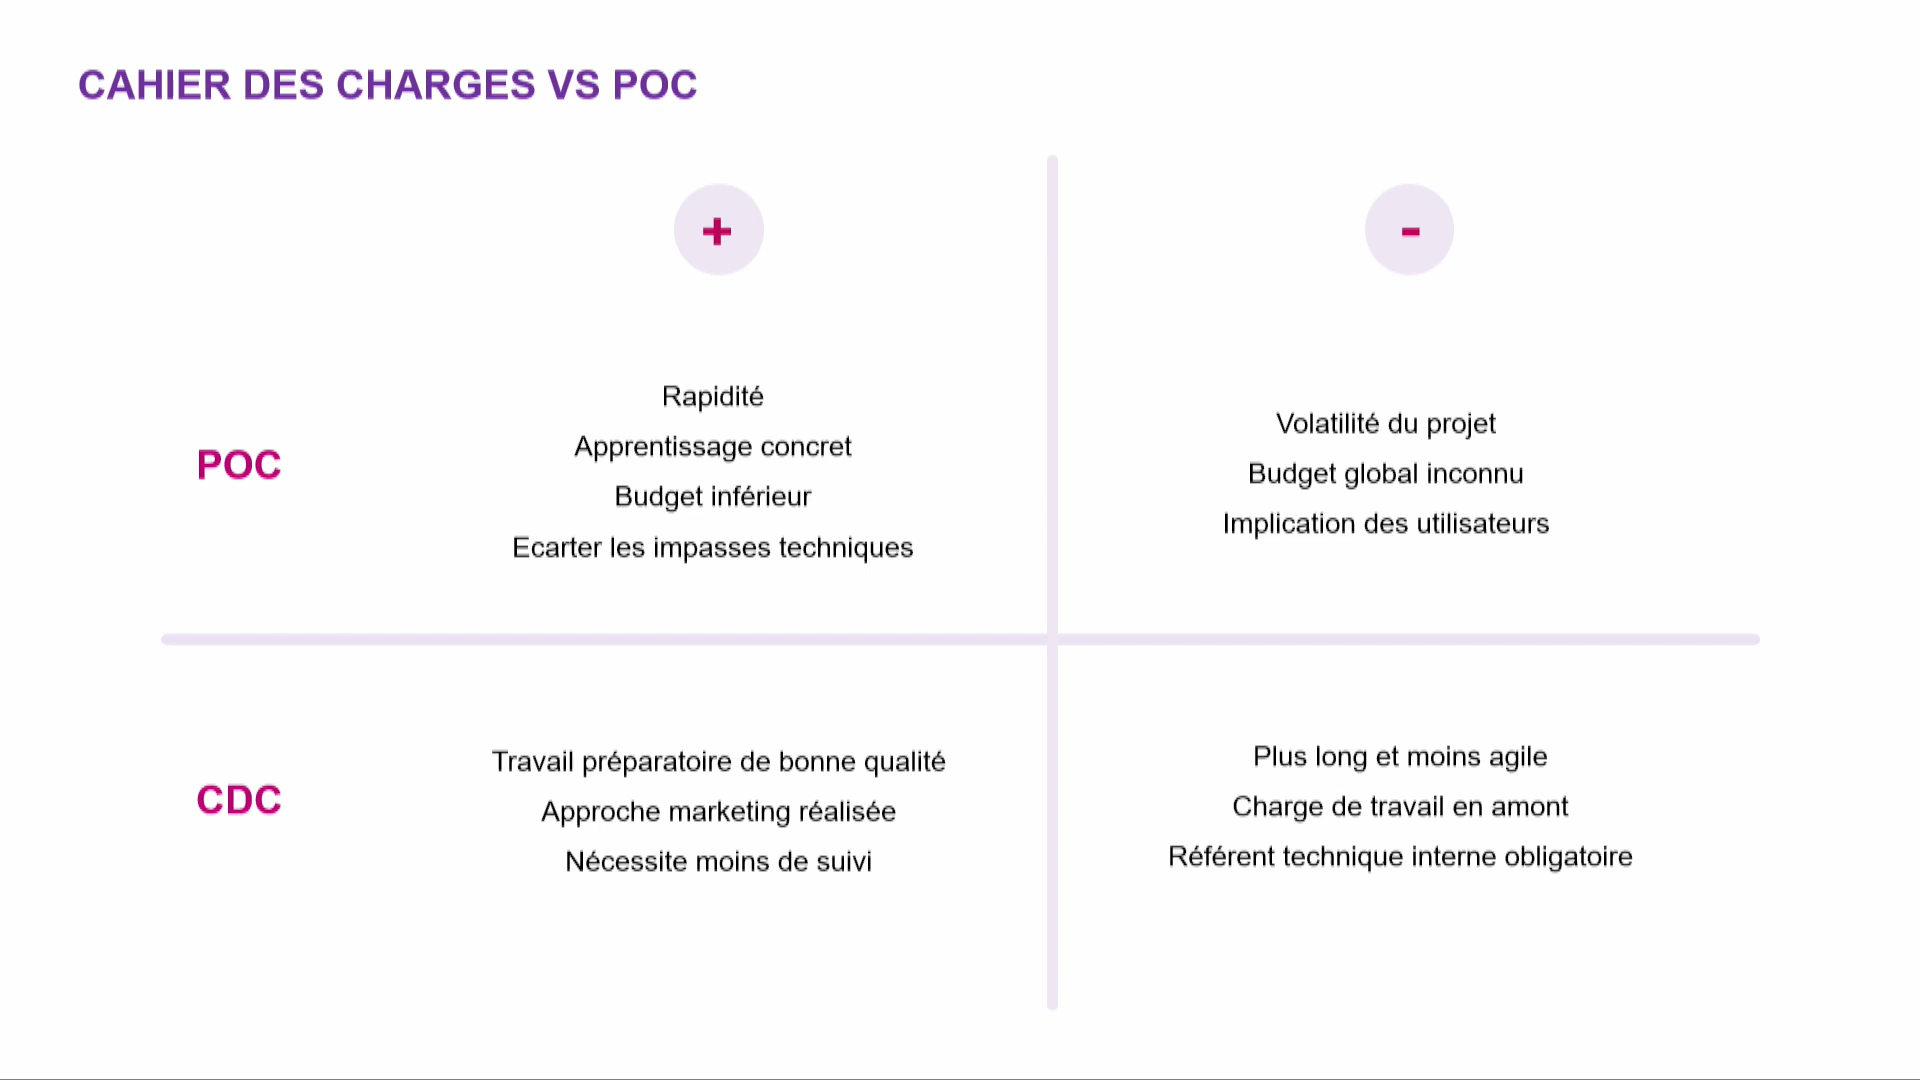 CAHIER DES CHARGES VS POC
+
-
POC
Rapidité
Apprentissage concret
Budget inférieur
Ecarter les impasses techniques
Volatilité du projet
Budget global inconnu
Implication des utilisateurs
CDC
Travail préparatoire de bonne qualité
Approche marketing réalisée
Nécessite moins de suivi
Plus long et moins agile
Charge de travail en amont
Référent technique interne obligatoire